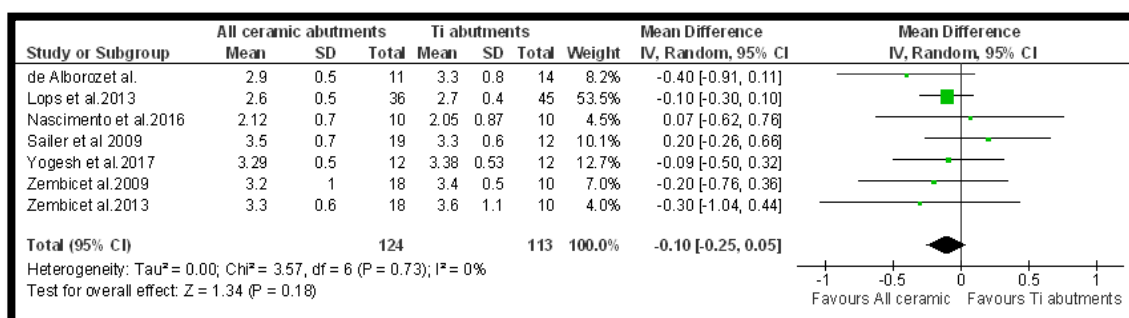 All ceramic abutments Ti abutments Mean Difference Mean Difference
Study or Subgroup Mean SD Total Mean SD Total Weight IV, Random, 95% CI IV, Random, 95% CI
de Alborozet al. 2.9 0.5 11 3.3 0.8 14 8.2% -0.40 [-0.91, 0.11]
Lops et al.2013 2.6 0.5 36 2.7 0.4 45 53.5% -0.10 [-0.30, 0.10]
Nascimento et al.2016 2.12 0.7 10 2.05 0.87 10 4.5% 0.07 [-0.62, 0.76]
Sailer et al 2009 3.5 0.7 19 3.3 0.6 12 10.1% 0.20 [-0.26, 0.66]
Yogesh et al.2017 3.29 0.5 12 3.38 0.53 12 12.7% -0.09 [-0.50, 0.32]
Zembicet al.2009 3.2 1 18 3.4 0.5 10 7.0% -0.20 [-0.76, 0.36]
Zembicet al.2013 3.3 0.6 18 3.6 1.1 10 4.0% -0.30 [-1.04, 0.44]
Total (95% CI) 124 113 100.0% -0.10 [-0.25, 0.05]
Heterogeneity: Tau² = 0.00; Chi² = 3.57, df = 6 (P = 0.73); I² = 0%
Test for overall effect: Z = 1.34 (P = 0.18)
-1 -0.5 0 0.5 1
Favours All ceramic Favours Ti abutments